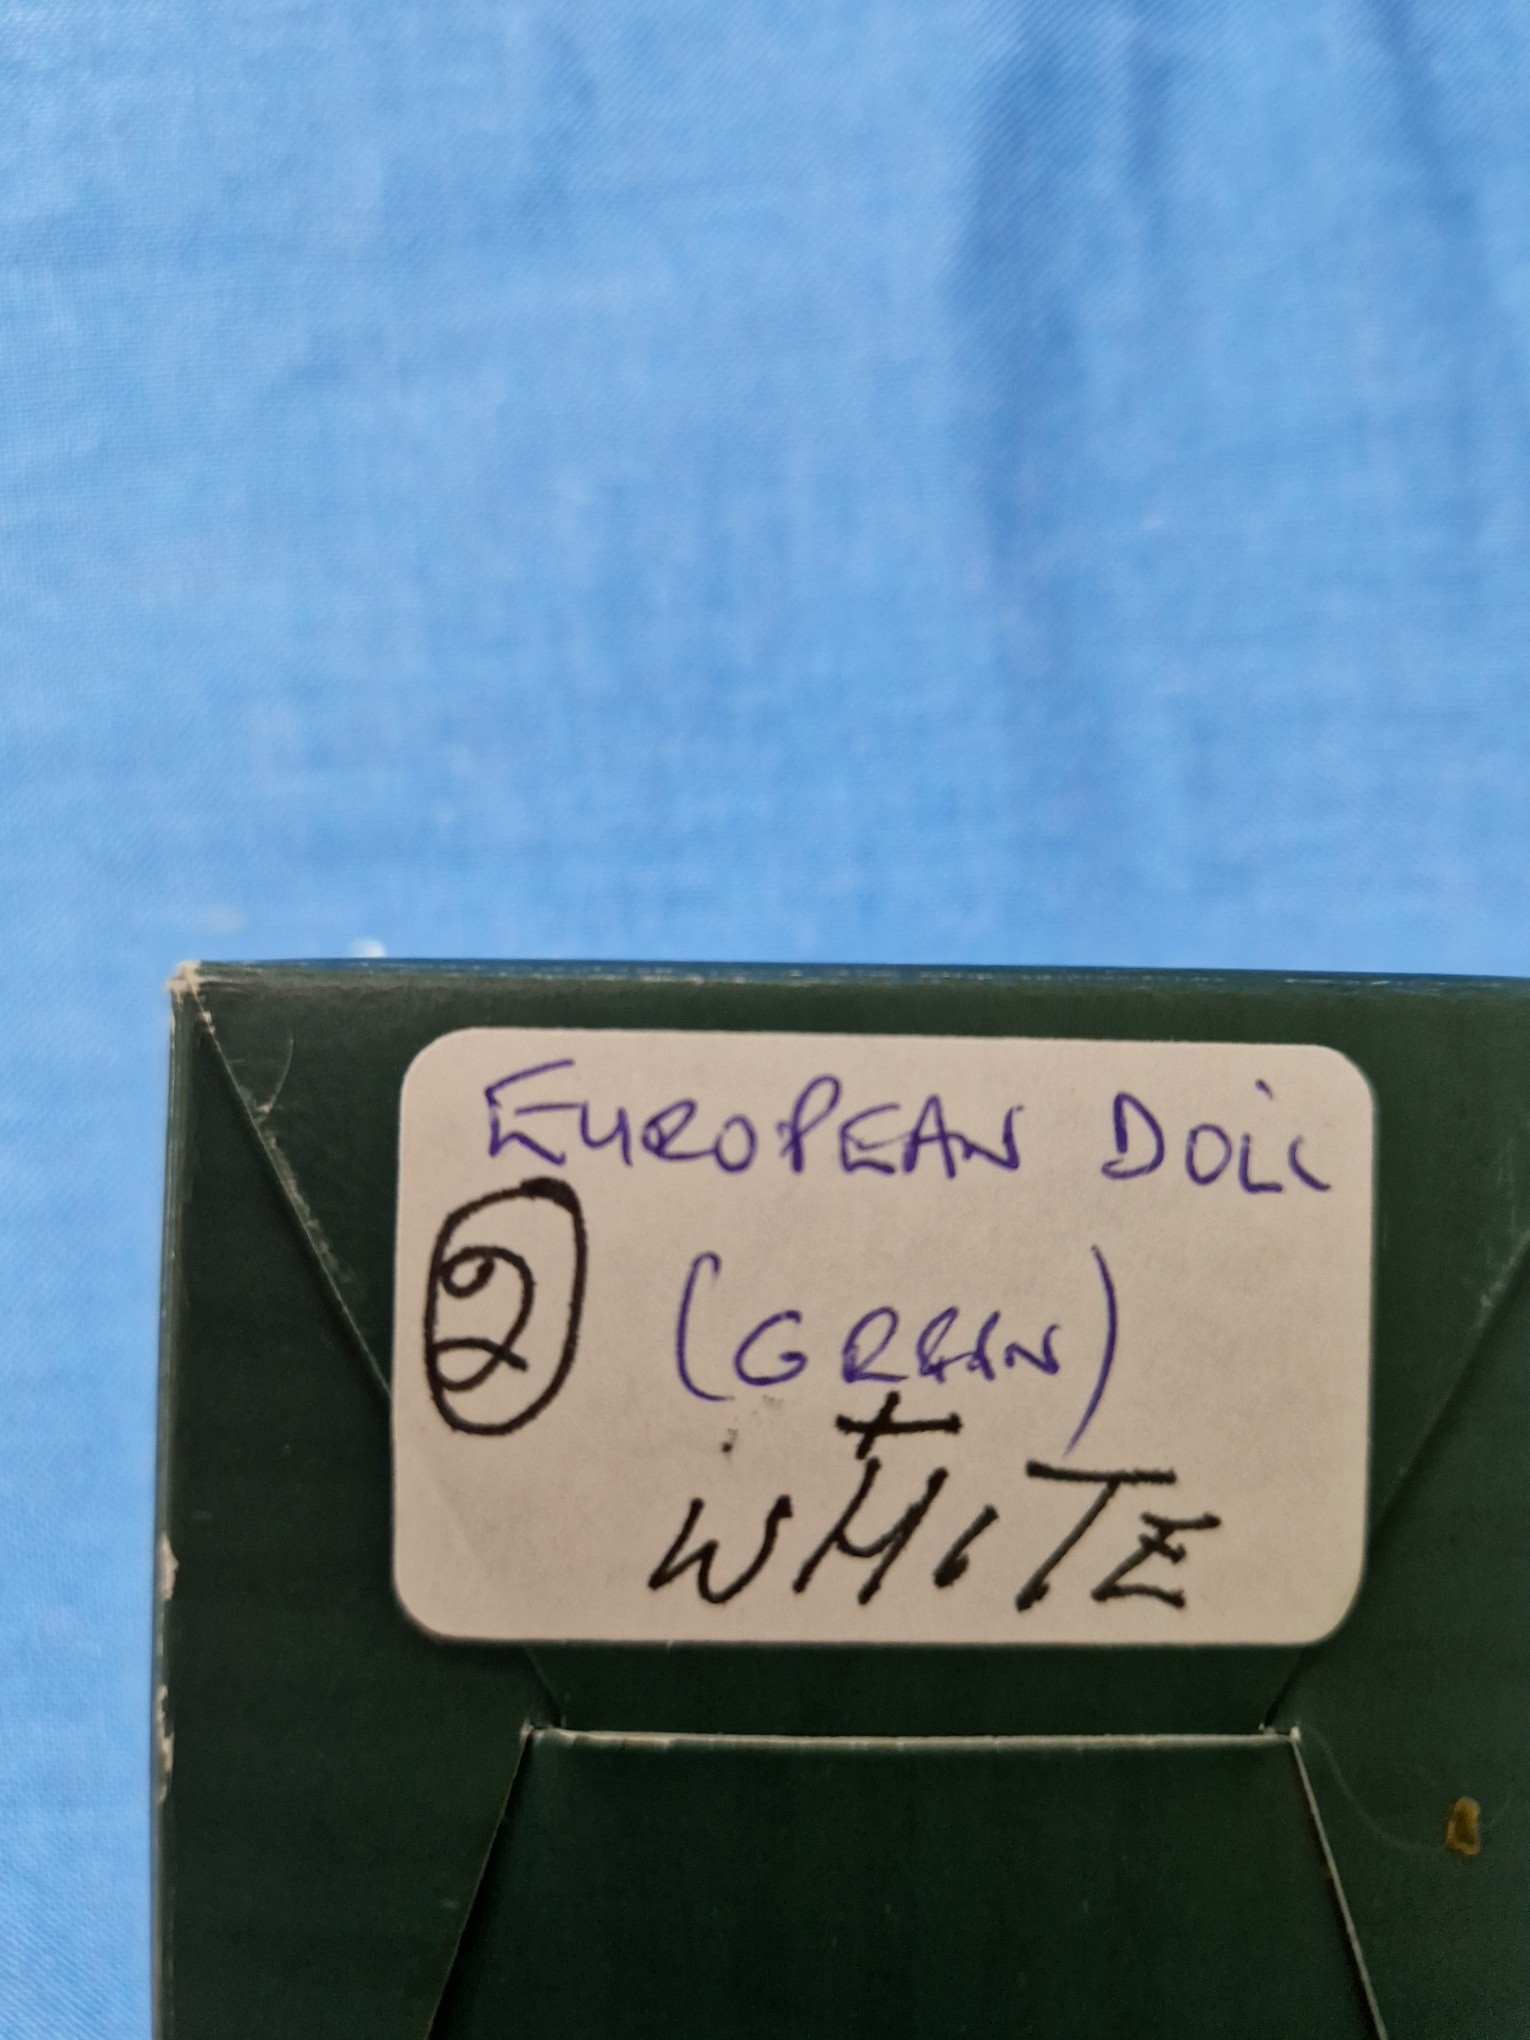 EUROPEAN DOLL
2
(GREEN)
+
WHITE